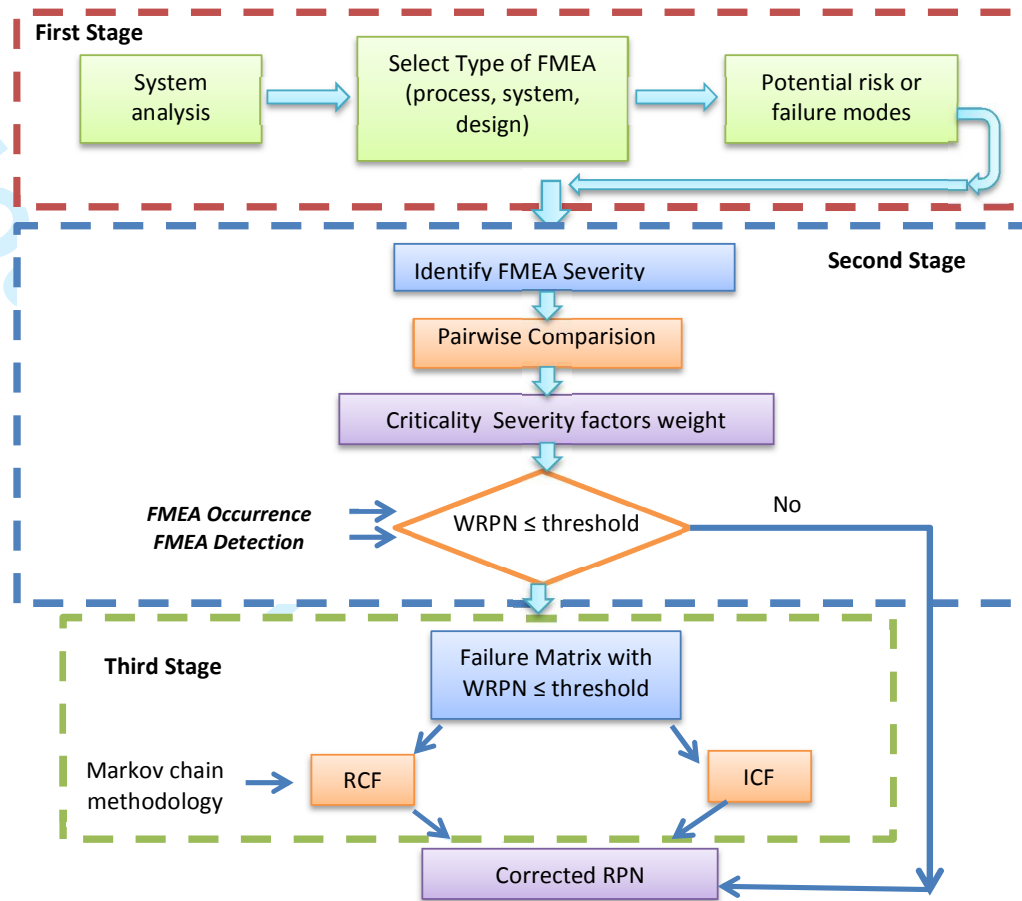 First Stage
System
analysis
Select Type of FMEA
(process, system,
design)
Potential risk or
failure modes
Second Stage
Identify FMEA Severity
Pairwise Comparision
Criticality Severity factors weight
FMEA Occurrence
FMEA Detection
WRPN ≤ threshold
No
Third Stage
Failure Matrix with
WRPN ≤ threshold
Markov chain
methodology
RCF
ICF
Corrected RPN